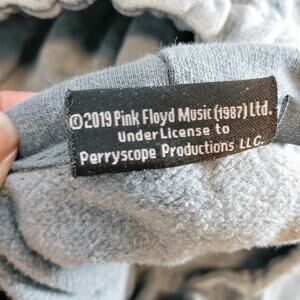 ©2019 Pink Floyd Music (1987) Ltd.
Under License to
Perryscope Productions LLC.